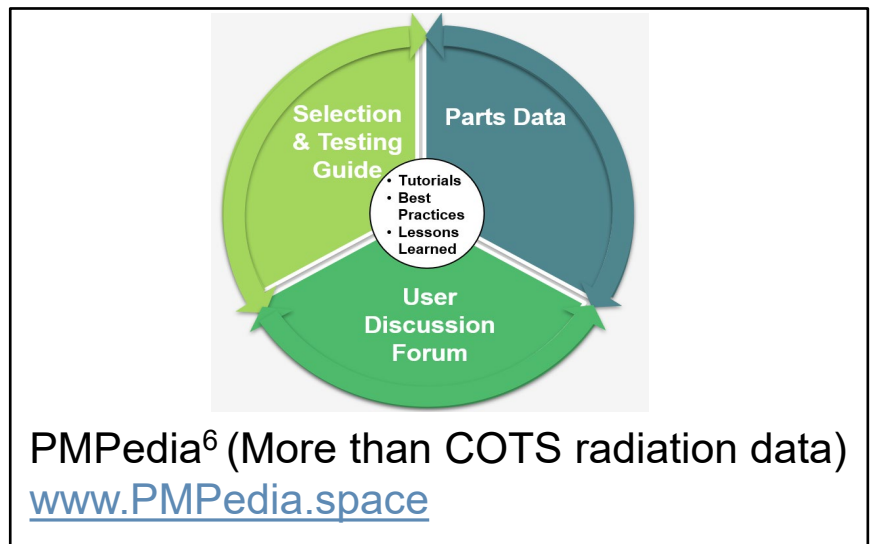 Selection
& Testing
Guide
Parts Data
• Tutorials
• Best
Practices
• Lessons
Learned
User
Discussion
Forum
PMPedia⁶ (More than COTS radiation data)
www.PMPedia.space